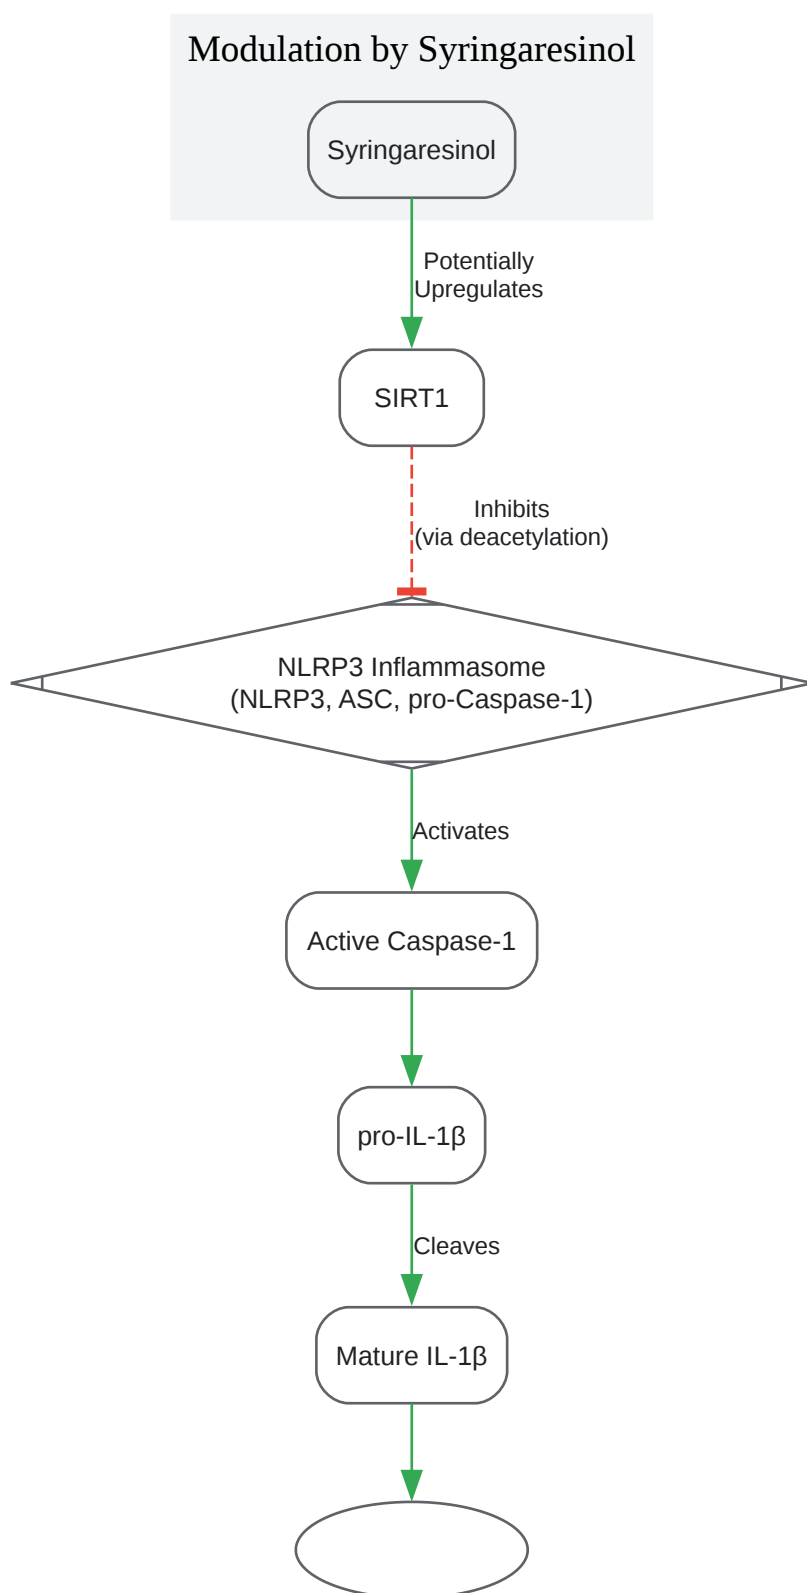 Modulation by Syringaresinol
Syringaresinol
Potentially
Upregulates
SIRT1
Inhibits
(via deacetylation)
NLRP3 Inflammasome
(NLRP3, ASC, pro-Caspase-1)
Activates
Active Caspase-1
pro-IL-1β
Cleaves
Mature IL-1β